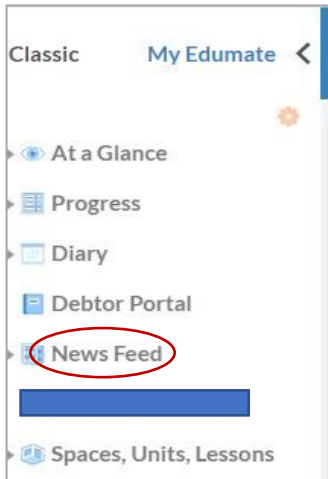 Classic My Edumate
At a Glance
Progress
Diary
Debtor Portal
News Feed
Spaces, Units, Lessons